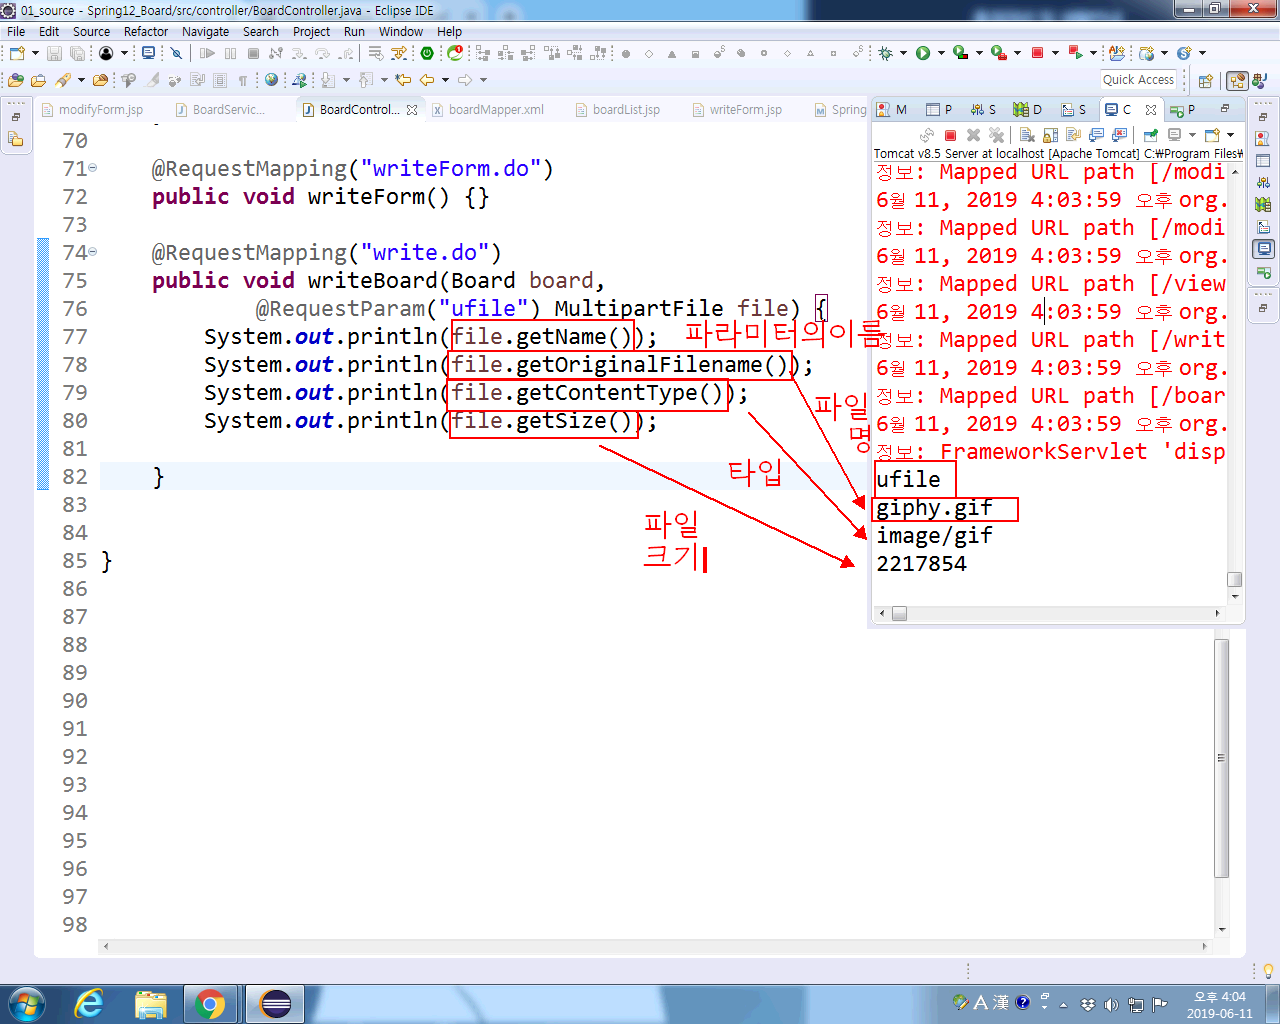 01_source - Spring12_Board/src/controller/BoardController.java - Eclipse IDE
File Edit Source Refactor Navigate Search Project Run Window Help
Quick Access
modifyForm.jsp BoardServic... BoardControl... boardMapper.xml boardList.jsp writeForm.jsp Spring
M P S D S C P
Tomcat v8.5 Server at localhost [Apache Tomcat] C:₩Program Files₩
70
71 @RequestMapping("writeForm.do")
72 public void writeForm() {}
73
74 @RequestMapping("write.do")
75 public void writeBoard(Board board,
76 @RequestParam("ufile") MultipartFile file) {
77 System.out.println(file.getName());
파라미터의이름
78 System.out.println(file.getOriginalFilename());
79 System.out.println(file.getContentType());
80 System.out.println(file.getSize());
81
82 }
83
84
85 }
86
87
88
89
90
91
92
93
94
95
96
97
98
파일
명
타입
파일
크기
정보: Mapped URL path [/modi
6월 11, 2019 4:03:59 오후 org.
정보: Mapped URL path [/modi
6월 11, 2019 4:03:59 오후 org.
정보: Mapped URL path [/view
6월 11, 2019 4:03:59 오후 org.
정보: Mapped URL path [/writ
6월 11, 2019 4:03:59 오후 org.
정보: Mapped URL path [/boar
6월 11, 2019 4:03:59 오후 org.
정보: FrameworkServlet 'disp
ufile
giphy.gif
image/gif
2217854
A 漢
오후 4:04
2019-06-11